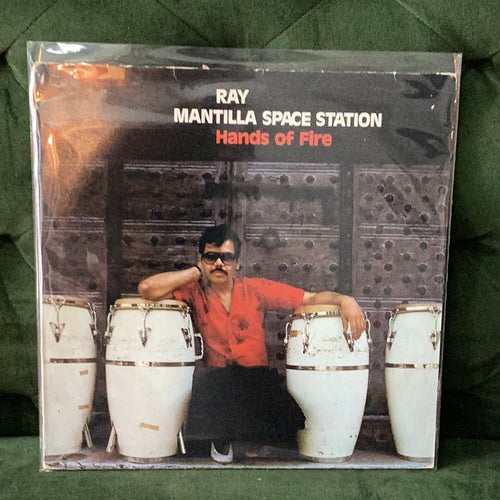 RAY
MANTILLA SPACE STATION
Hands of Fire